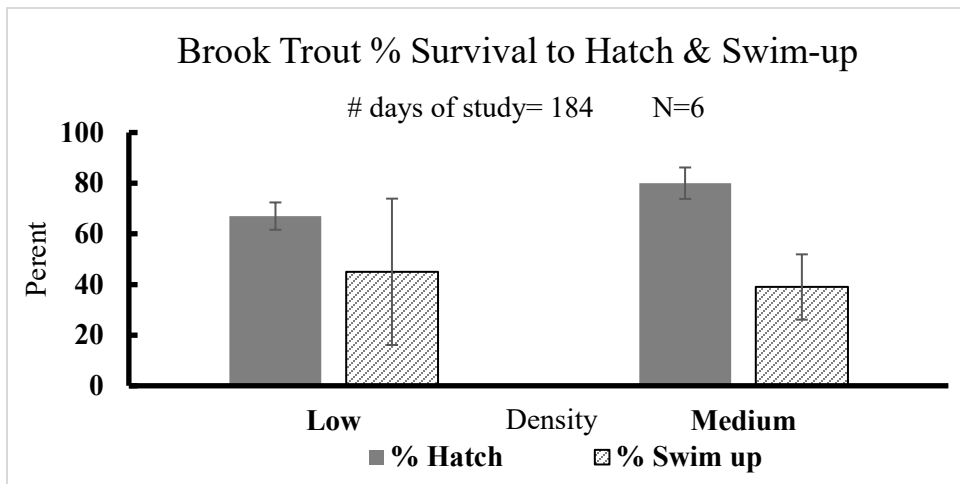 Brook Trout % Survival to Hatch & Swim-up
# days of study= 184 N=6
100
80
60
40
20
0
Perent
Low Density Medium
% Hatch % Swim up